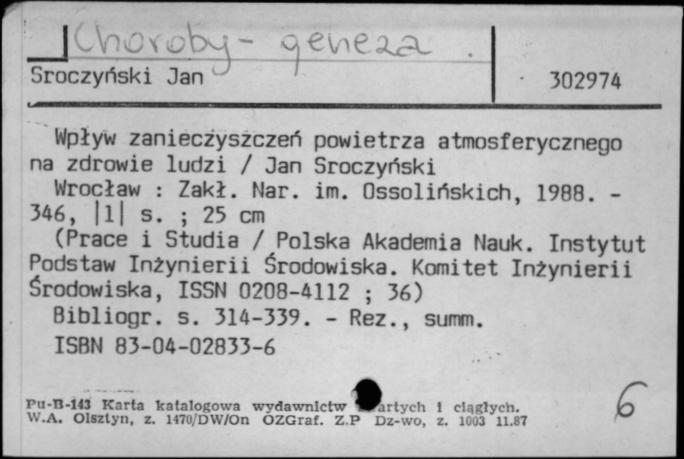 Choroby - geneza
Sroczyński Jan
302974
Wpływ zanieczyszczeń powietrza atmosferycznego
na zdrowie ludzi / Jan Sroczyński
Wrocław : Zakł. Nar. im. Ossolińskich, 1988. -
346, |1| s. ; 25 cm
(Prace i Studia / Polska Akademia Nauk. Instytut
Podstaw Inżynierii Środowiska. Komitet Inżynierii
Środowiska, ISSN 0208-4112 ; 36)
Bibliogr. s. 314-339. - Rez., summ.
ISBN 83-04-02833-6
Pu-B-143 Karta katalogowa wydawnictw artych i ciągłych.
W.A. Olsztyn, z. 1470/DW/On OZGraf. Z.P Dz-wo, z. 1003 11.87
6